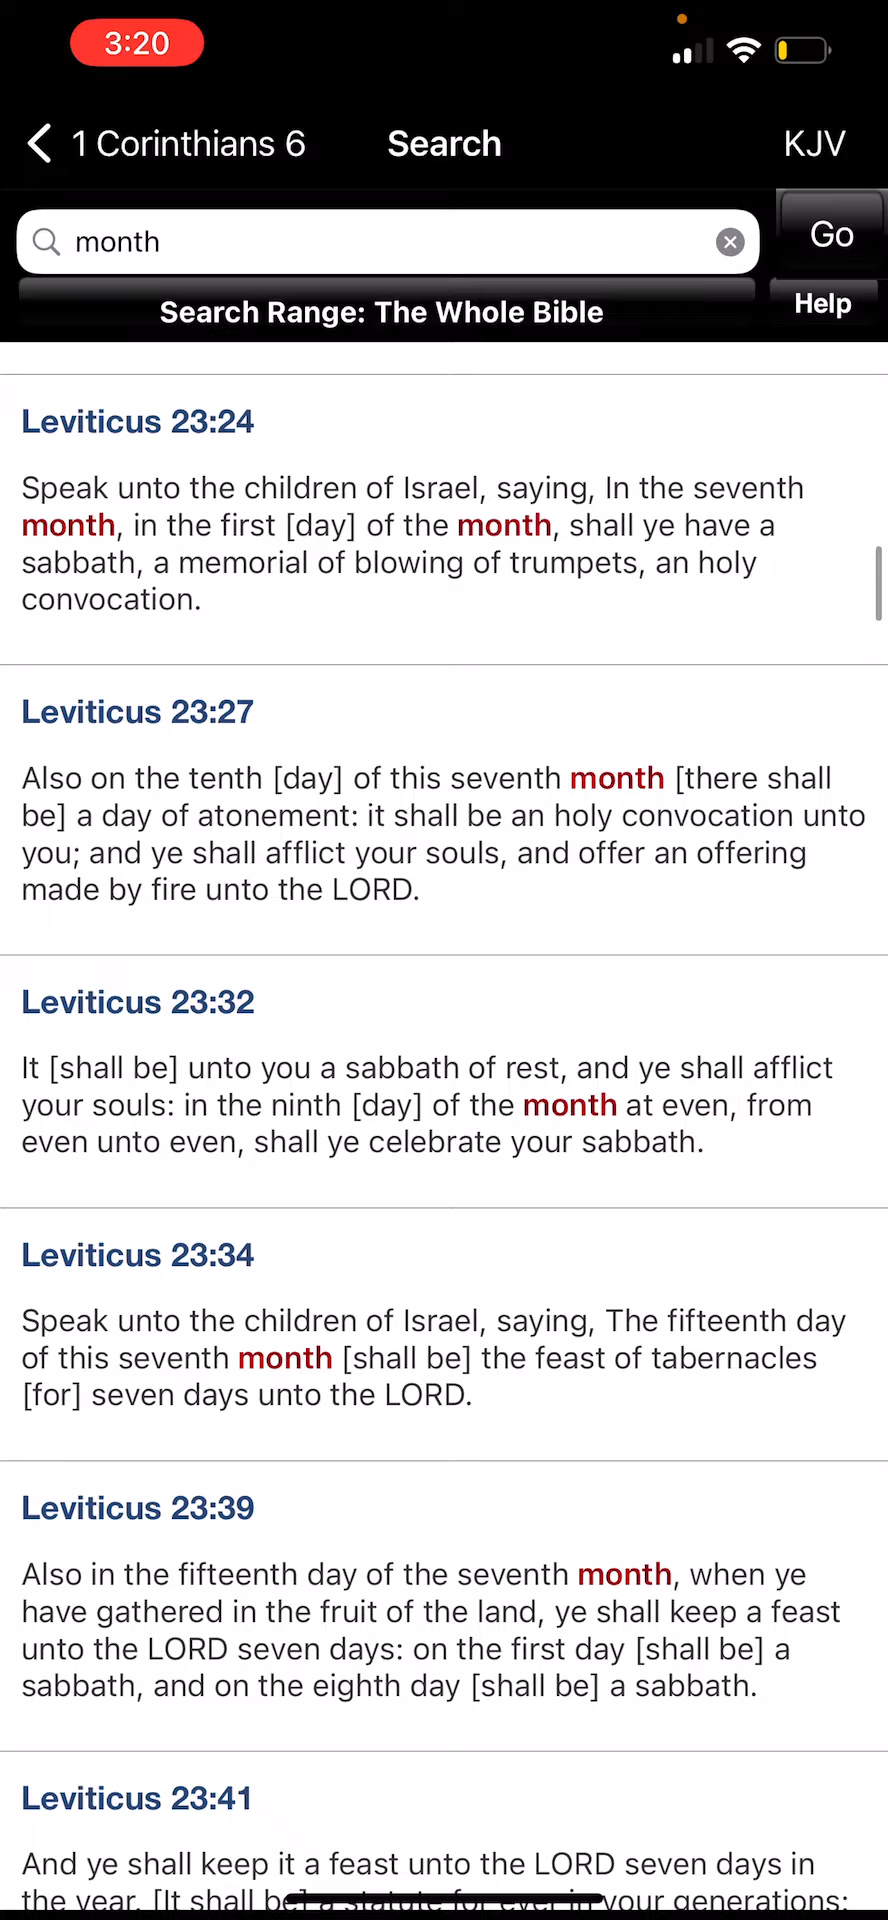 3:20
1 Corinthians 6 Search KJV
month Go
Search Range: The Whole Bible Help
Leviticus 23:24
Speak unto the children of Israel, saying, In the seventh
month, in the first [day] of the month, shall ye have a
sabbath, a memorial of blowing of trumpets, an holy
convocation.
Leviticus 23:27
Also on the tenth [day] of this seventh month [there shall
be] a day of atonement: it shall be an holy convocation unto
you; and ye shall afflict your souls, and offer an offering
made by fire unto the LORD.
Leviticus 23:32
It [shall be] unto you a sabbath of rest, and ye shall afflict
your souls: in the ninth [day] of the month at even, from
even unto even, shall ye celebrate your sabbath.
Leviticus 23:34
Speak unto the children of Israel, saying, The fifteenth day
of this seventh month [shall be] the feast of tabernacles
[for] seven days unto the LORD.
Leviticus 23:39
Also in the fifteenth day of the seventh month, when ye
have gathered in the fruit of the land, ye shall keep a feast
unto the LORD seven days: on the first day [shall be] a
sabbath, and on the eighth day [shall be] a sabbath.
Leviticus 23:41
And ye shall keep it a feast unto the LORD seven days in
the year. [It shall be] a statute for ever in your generations: